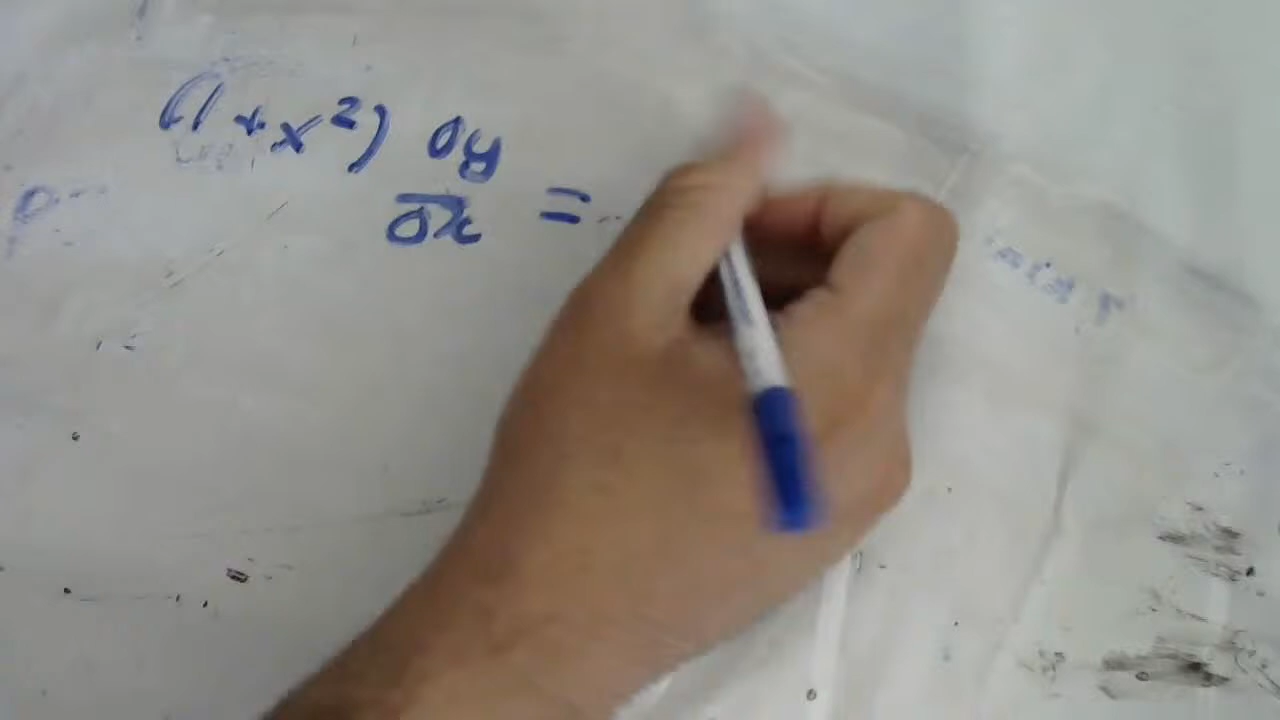 (1 + x²) dy/dx =